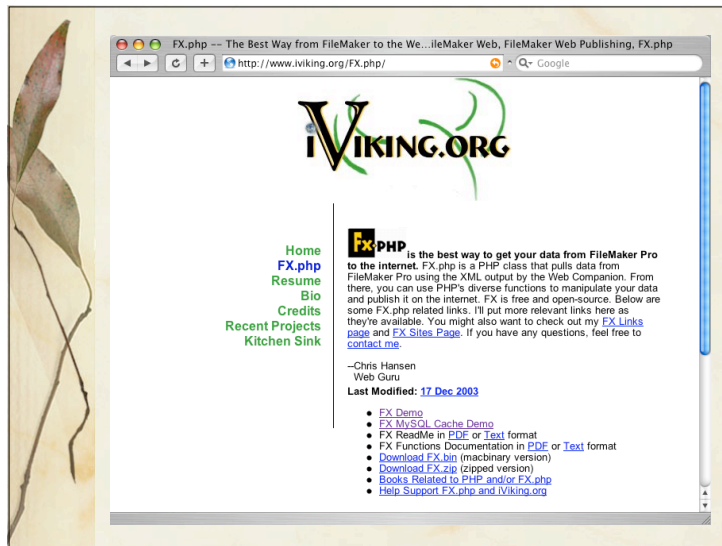 FX.php -- The Best Way from FileMaker to the We...ileMaker Web, FileMaker Web Publishing, FX.php
http://www.iviking.org/FX.php/
Google
iViking.org
Home
FX.php
Resume
Bio
Credits
Recent Projects
Kitchen Sink
FX.PHP is the best way to get your data from FileMaker Pro
to the internet. FX.php is a PHP class that pulls data from
FileMaker Pro using the XML output by the Web Companion. From
there, you can use PHP's diverse functions to manipulate your data
and publish it on the internet. FX is free and open-source. Below are
some FX.php related links. I'll put more relevant links here as
they're available. You might also want to check out my FX Links
page and FX Sites Page. If you have any questions, feel free to
contact me.
--Chris Hansen
Web Guru
Last Modified: 17 Dec 2003
FX Demo
FX MySQL Cache Demo
FX ReadMe in PDF or Text format
FX Functions Documentation in PDF or Text format
Download FX.bin (macbinary version)
Download FX.zip (zipped version)
Books Related to PHP and/or FX.php
Help Support FX.php and iViking.org